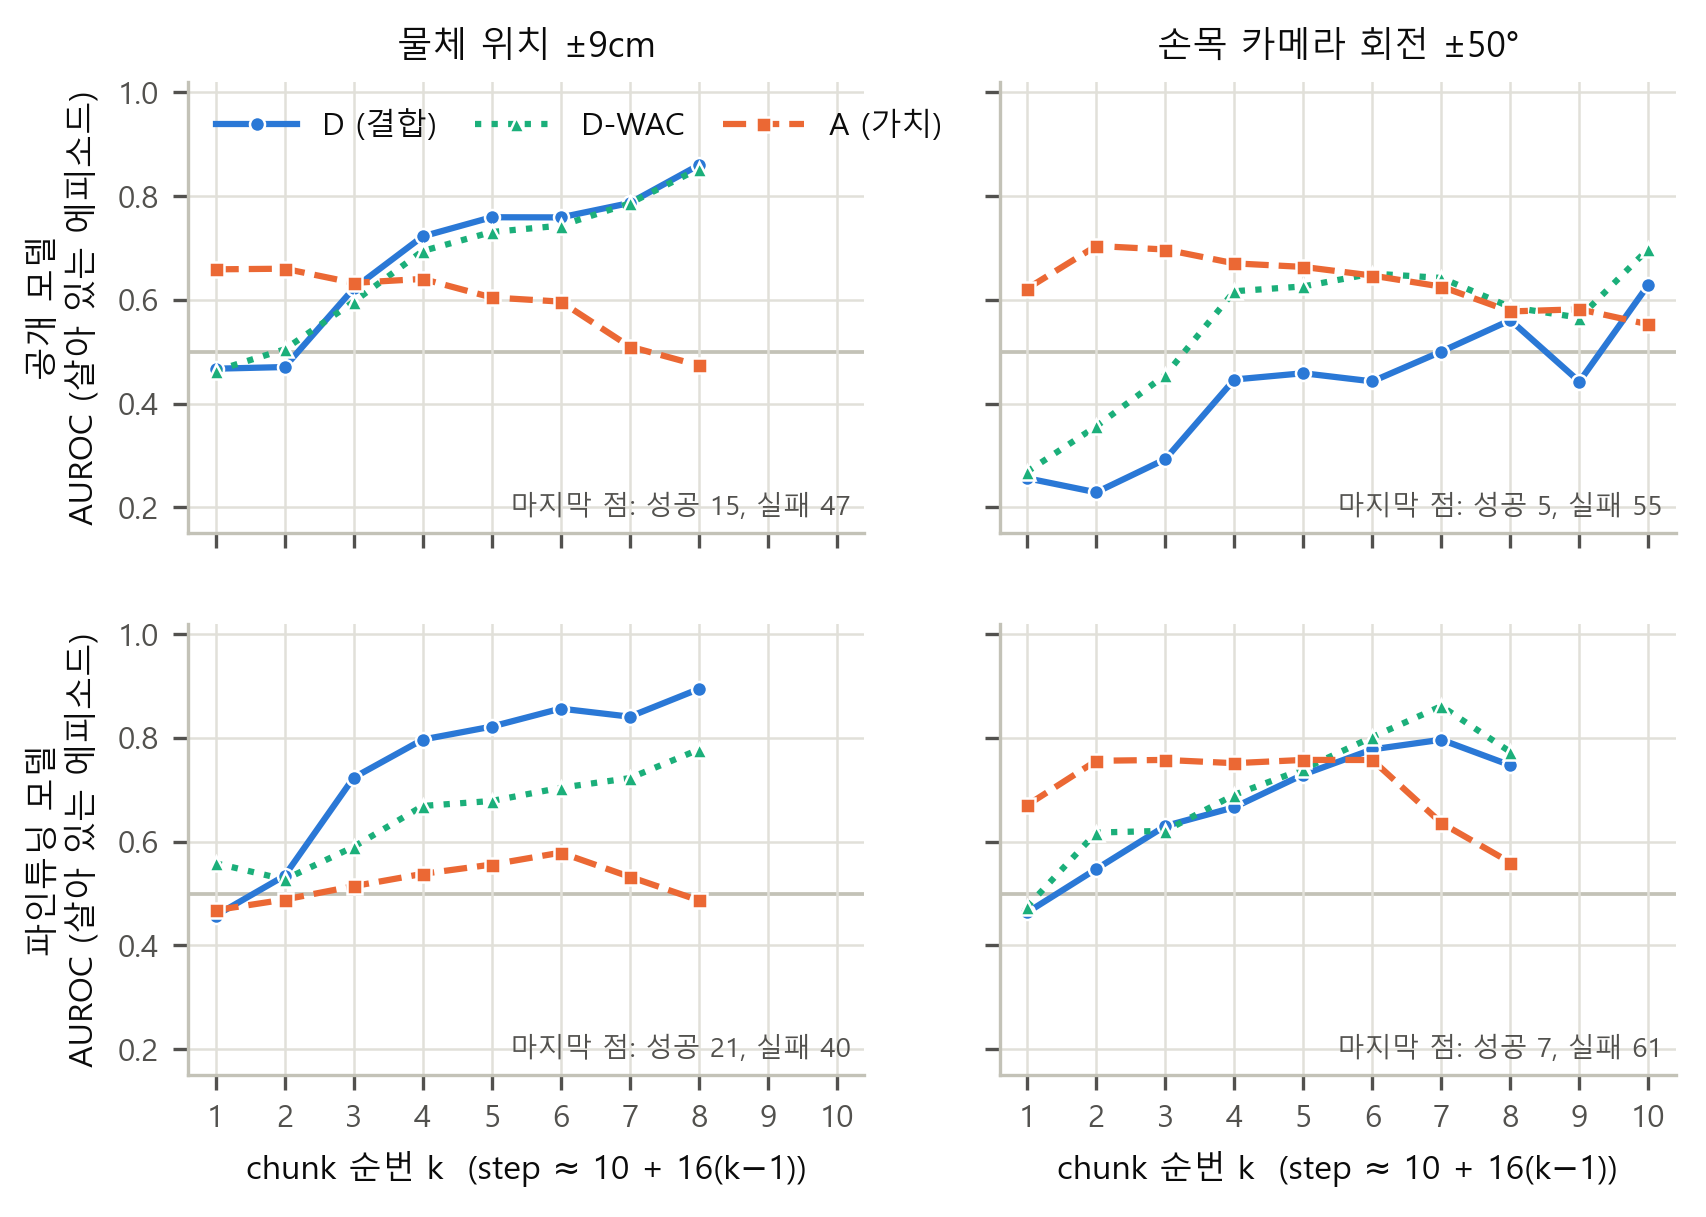 물체 위치 ±9cm
손목 카메라 회전 ±50°
D (결합)
D-WAC
A (가치)
공개 모델
AUROC (살아 있는 에피소드)
1.0
0.8
0.6
0.4
0.2
마지막 점: 성공 15, 실패 47
마지막 점: 성공 5, 실패 55
파인튜닝 모델
AUROC (살아 있는 에피소드)
1.0
0.8
0.6
0.4
0.2
마지막 점: 성공 21, 실패 40
마지막 점: 성공 7, 실패 61
1 2 3 4 5 6 7 8 9 10
1 2 3 4 5 6 7 8 9 10
chunk 순번 k (step ≈ 10 + 16(k−1))
chunk 순번 k (step ≈ 10 + 16(k−1))